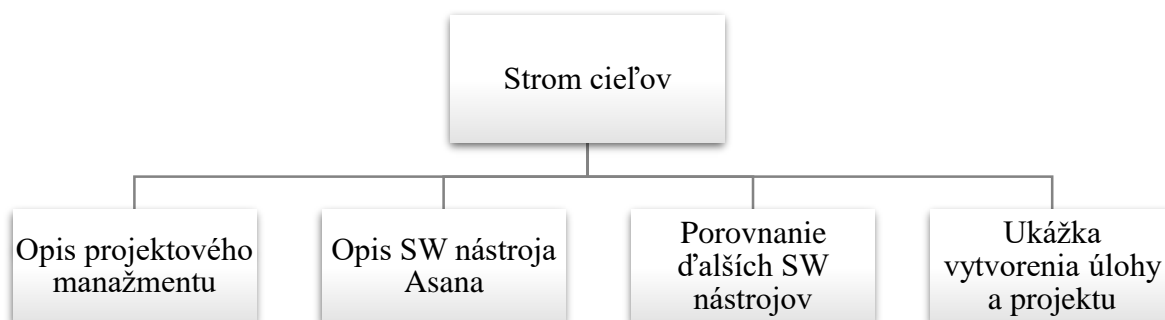 Strom cieľov
Opis projektového
manažmentu
Opis SW nástroja
Asana
Porovnanie
ďalších SW
nástrojov
Ukážka
vytvorenia úlohy
a projektu